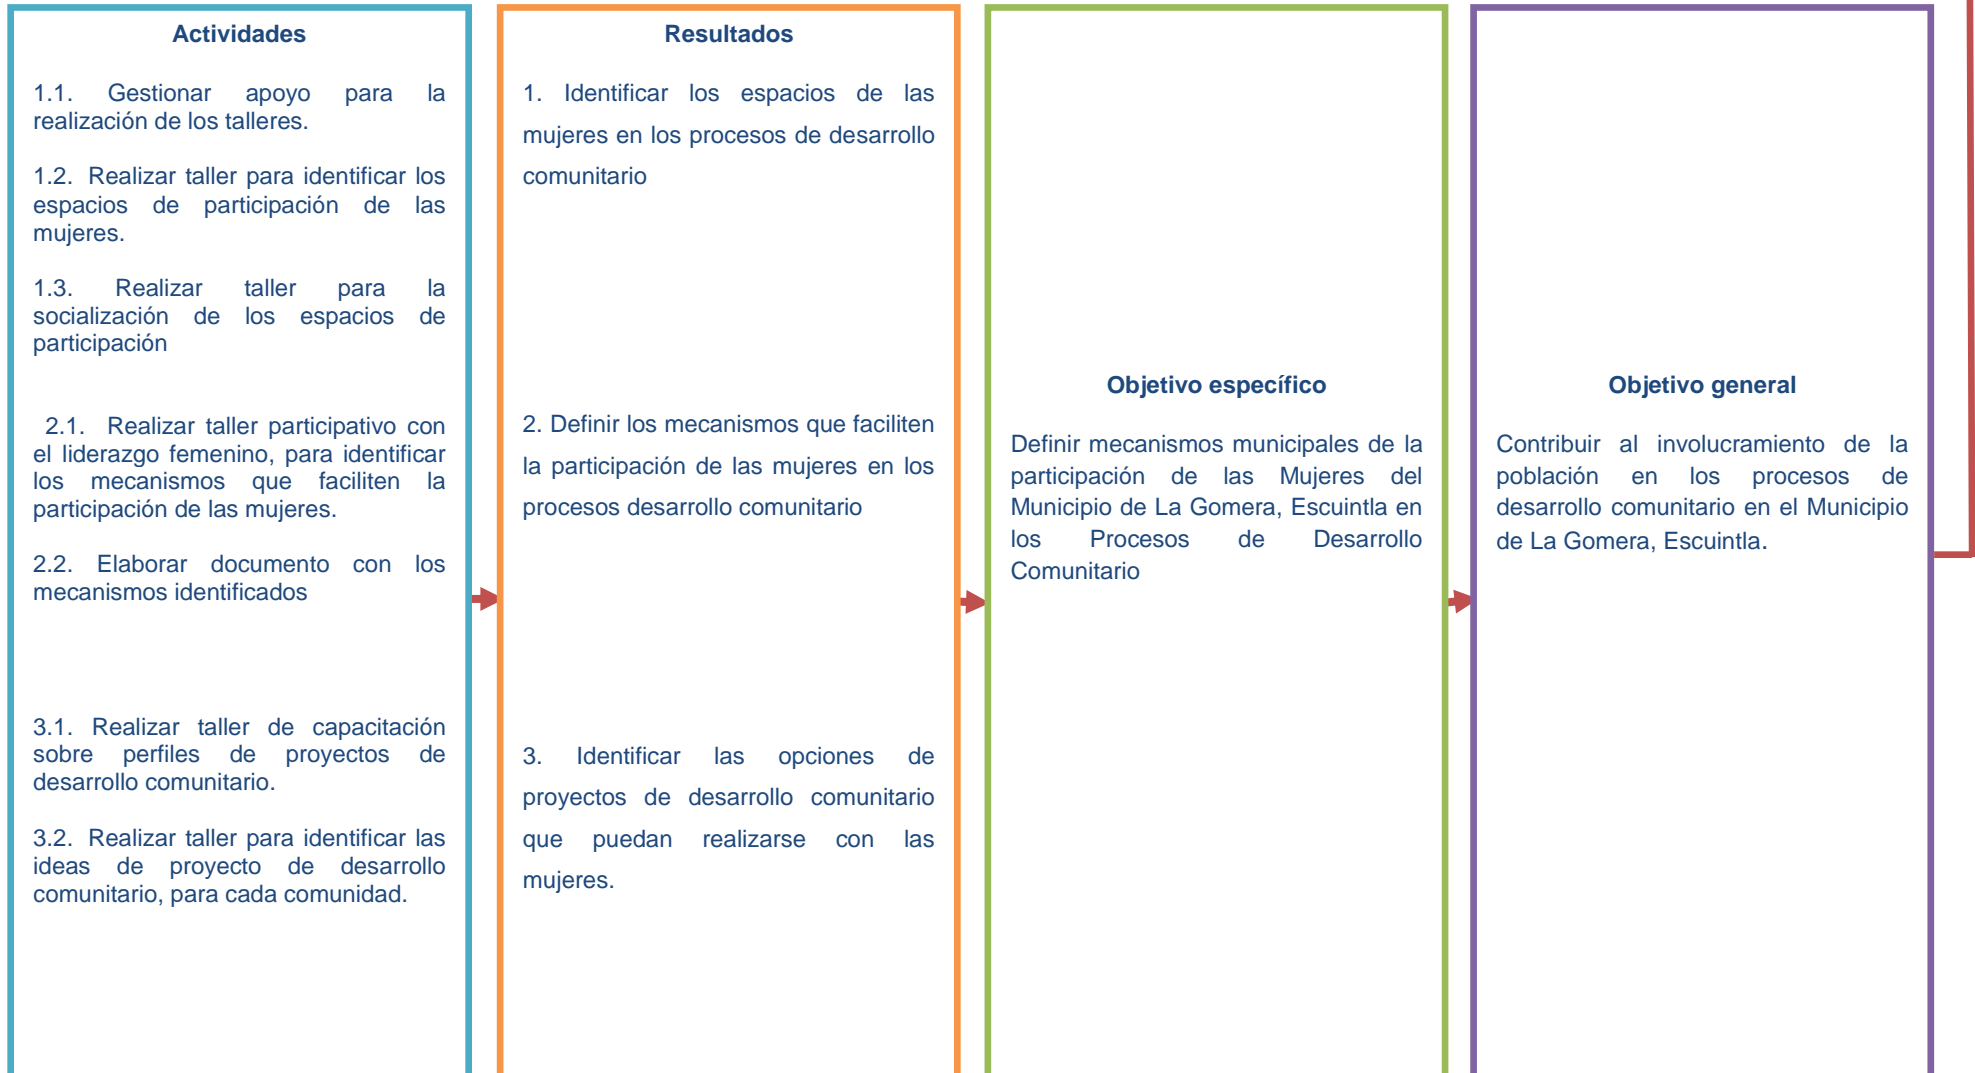 Actividades
1.1. Gestionar apoyo para la
realización de los talleres.
1.2. Realizar taller para identificar los
espacios de participación de las
mujeres.
1.3. Realizar taller para la
socialización de los espacios de
participación
2.1. Realizar taller participativo con
el liderazgo femenino, para identificar
los mecanismos que faciliten la
participación de las mujeres.
2.2. Elaborar documento con los
mecanismos identificados
3.1. Realizar taller de capacitación
sobre perfiles de proyectos de
desarrollo comunitario.
3.2. Realizar taller para identificar las
ideas de proyecto de desarrollo
comunitario, para cada comunidad.
Resultados
1. Identificar los espacios de las
mujeres en los procesos de desarrollo
comunitario
2. Definir los mecanismos que faciliten
la participación de las mujeres en los
procesos desarrollo comunitario
3. Identificar las opciones de
proyectos de desarrollo comunitario
que puedan realizarse con las
mujeres.
Objetivo específico
Definir mecanismos municipales de la
participación de las Mujeres del
Municipio de La Gomera, Escuintla en
los Procesos de Desarrollo
Comunitario
Objetivo general
Contribuir al involucramiento de la
población en los procesos de
desarrollo comunitario en el Municipio
de La Gomera, Escuintla.